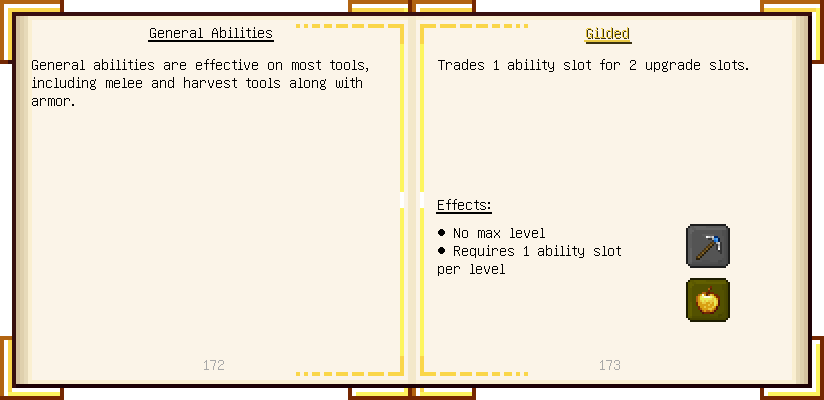 General Abilities
General abilities are effective on most tools,
including melee and harvest tools along with
armor.
172
Gilded
Trades 1 ability slot for 2 upgrade slots.
Effects:
● No max level
● Requires 1 ability slot
per level
173